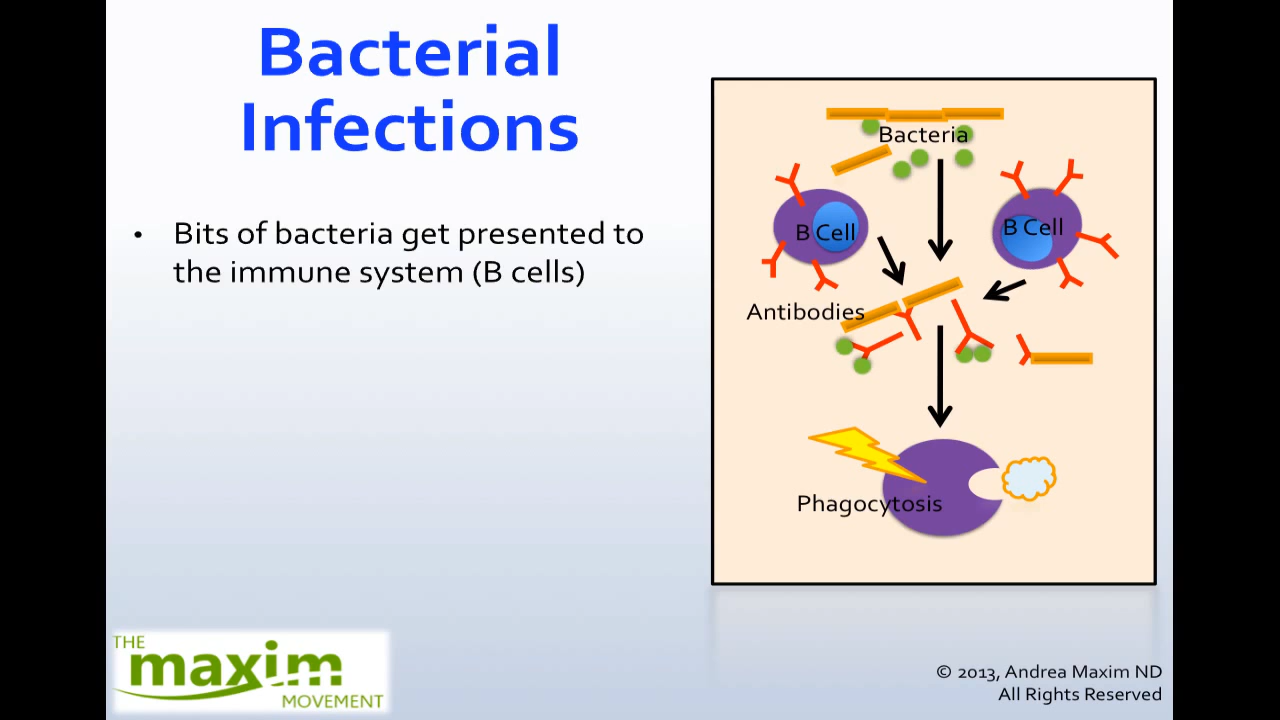 Bacterial
Infections
• Bits of bacteria get presented to
the immune system (B cells)
Bacteria
B Cell
B Cell
Antibodies
Phagocytosis
THE
maxim
MOVEMENT
© 2013, Andrea Maxim ND
All Rights Reserved